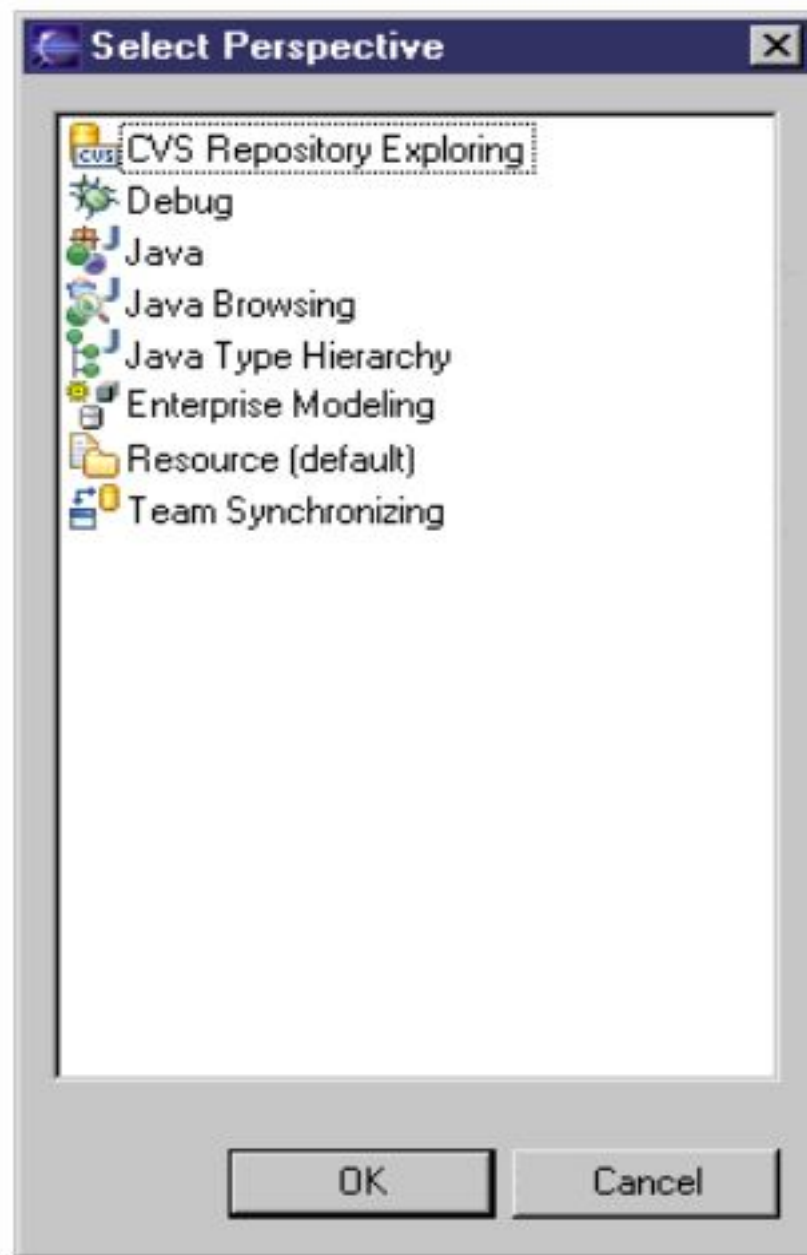 Select Perspective
CVS Repository Exploring
Debug
Java
Java Browsing
Java Type Hierarchy
Enterprise Modeling
Resource (default)
Team Synchronizing
OK
Cancel